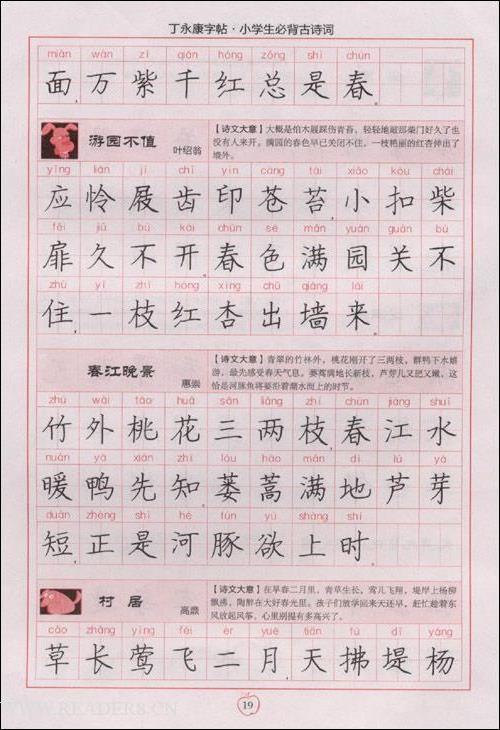 丁永康字帖·小学生必背古诗词
miàn wàn zǐ qiān hóng zǒng shì chūn
面,万紫千红总是春。
游园不值
叶绍翁
【诗文大意】大概是怕木屐踩伤青苔,轻轻地敲那柴门好久了也
没有人来开。满园的春色早已关闭不住,一枝艳丽的红杏伸出了
墙外。
yīng lián jī chǐ yìn cāng tái xiǎo kòu chái
应怜屐齿印苍苔,小扣柴
fēi jiǔ bù kāi chūn sè mǎn yuán guān bù
扉久不开。春色满园关不
zhù yì zhī hóng xìng chū qiáng lái
住,一枝红杏出墙来。
春江晚景
惠崇
【诗文大意】青翠的竹林外,桃花刚开了三两枝,群鸭下水嬉
游,最先感受春天气息。蒌蒿满地长新枝,芦芽儿又肥又嫩,这
恰是河豚鱼将要沿着潮水而上的时节。
zhú wài táo huā sān liǎng zhī chūn jiāng shuǐ
竹外桃花三两枝,春江水
nuǎn yā xiān zhī lóu hāo mǎn dì lú yá
暖鸭先知。蒌蒿满地芦芽
duǎn zhèng shì hé tún yù shàng shí
短,正是河豚欲上时。
村居
高鼎
【诗文大意】在早春二月里,青草生长,莺儿飞翔,堤岸上杨柳
飘拂,陶醉在大好春光里。孩子们放学回来天还早,赶忙趁着东
风放起风筝,心里别提有多高兴了。
cǎo zhǎng yīng fēi èr yuè tiān fú dī yáng
草长莺飞二月天,拂堤杨
19
WWW.READERS.CN